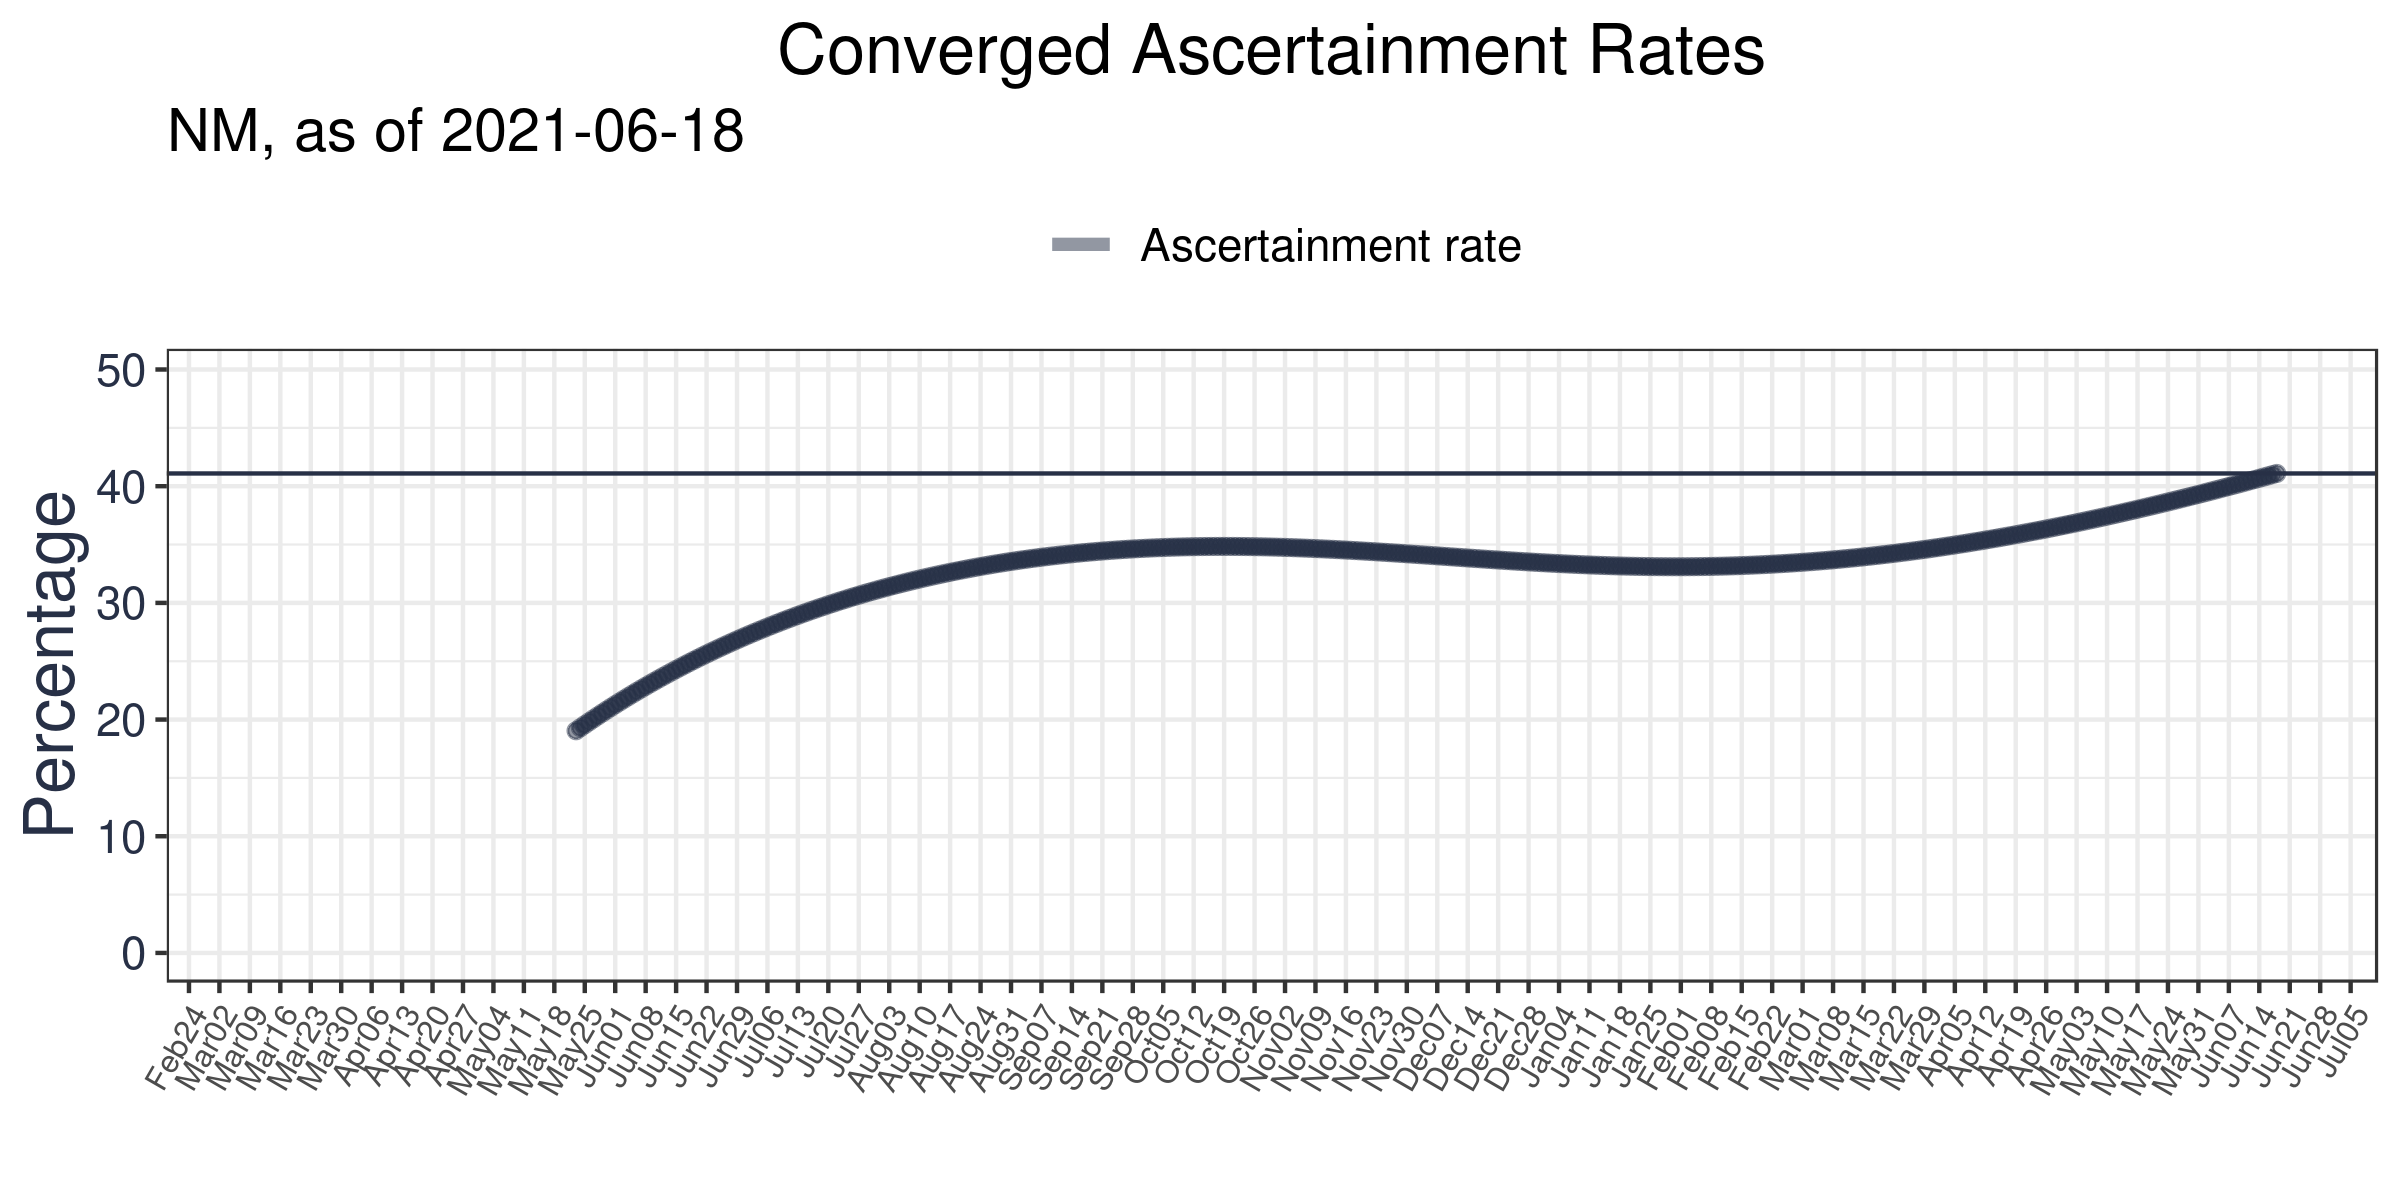 Converged Ascertainment Rates
NM, as of 2021-06-18
Ascertainment rate
Percentage
50
40
30
20
10
0
Feb24
Mar02
Mar09
Mar16
Mar23
Mar30
Apr06
Apr13
Apr20
Apr27
May04
May11
May18
May25
Jun01
Jun08
Jun15
Jun22
Jun29
Jul06
Jul13
Jul20
Jul27
Aug03
Aug10
Aug17
Aug24
Aug31
Sep07
Sep14
Sep21
Sep28
Oct05
Oct12
Oct19
Oct26
Nov02
Nov09
Nov16
Nov23
Nov30
Dec07
Dec14
Dec21
Dec28
Jan04
Jan11
Jan18
Jan25
Feb01
Feb08
Feb15
Feb22
Mar01
Mar08
Mar15
Mar22
Mar29
Apr05
Apr12
Apr19
Apr26
May03
May10
May17
May24
May31
Jun07
Jun14
Jun21
Jun28
Jul05